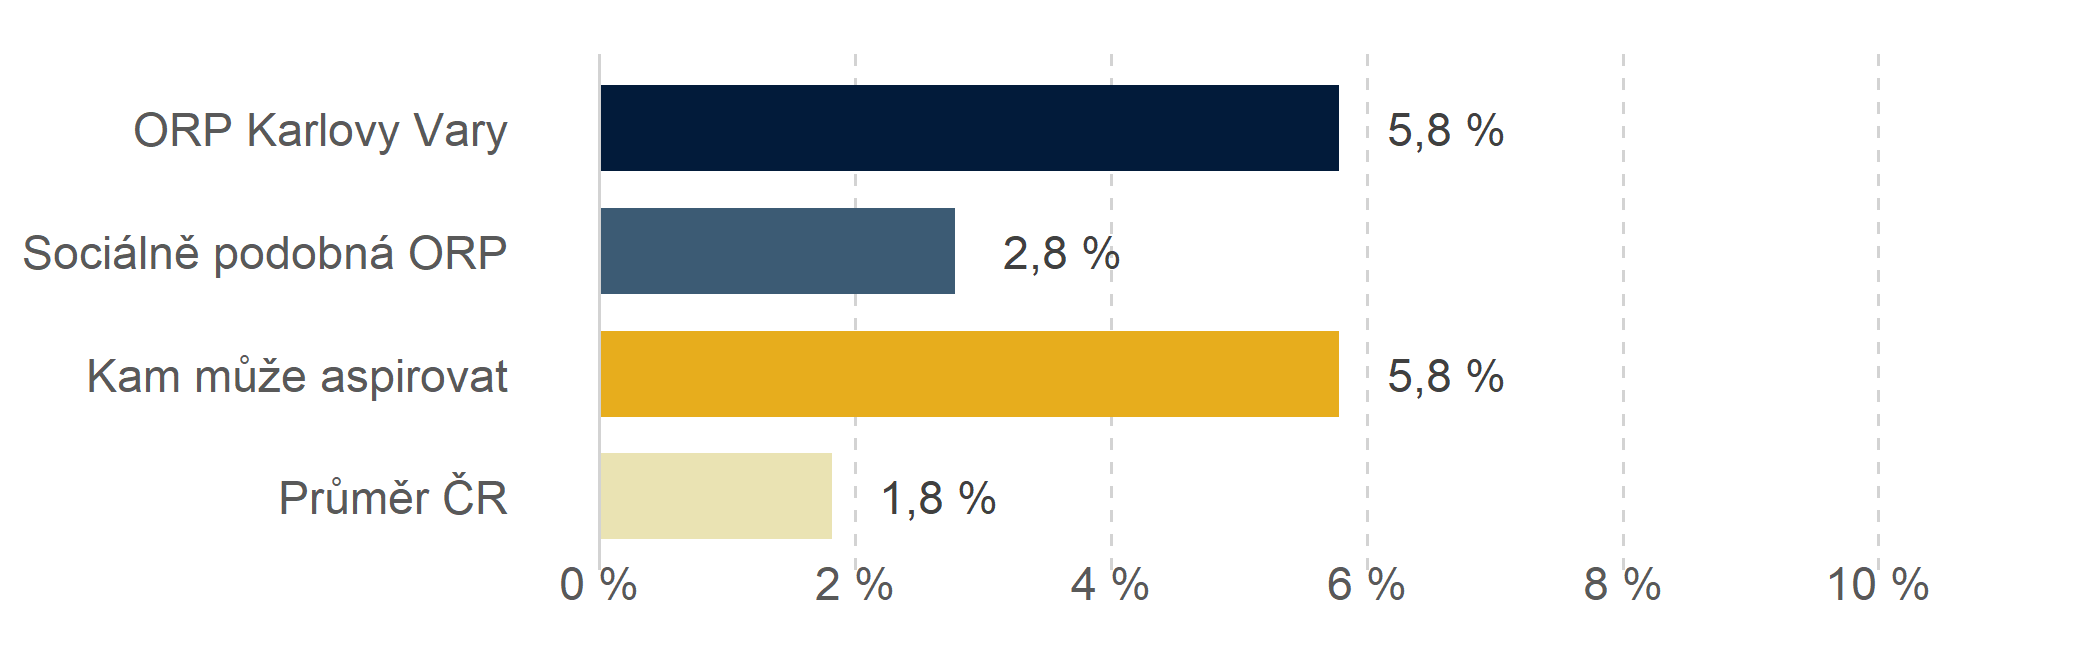 ORP Karlovy Vary 5,8 %
Sociálně podobná ORP 2,8 %
Kam může aspirovat 5,8 %
Průměr ČR 1,8 %
0 % 2 % 4 % 6 % 8 % 10 %